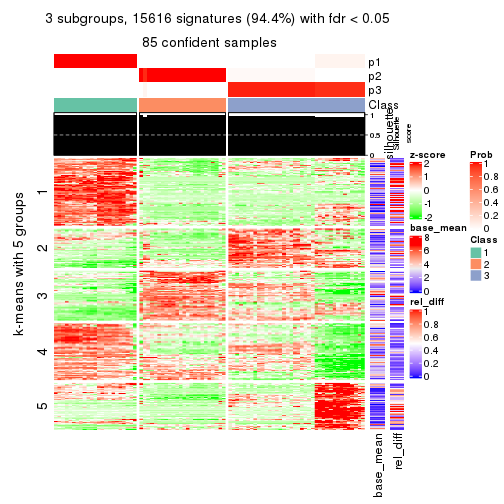 3 subgroups, 15616 signatures (94.4%) with fdr < 0.05
85 confident samples
p1
p2
p3
Class
1
0.5
0
silhouette
Silhouette
score
k-means with 5 groups
1
2
3
4
5
base_mean
rel_diff
z-score
2
1
0
-1
-2
base_mean
8
6
4
2
0
rel_diff
1
0.8
0.6
0.4
0.2
0
Prob
1
0.8
0.6
0.4
0.2
0
Class
1
2
3